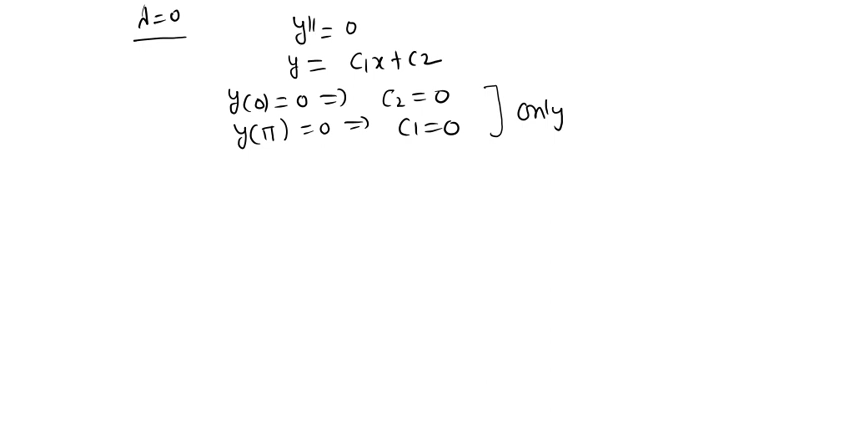 λ=0
y''=0
y = C₁x+C₂
y(0)=0 => C₂=0
y(π)=0 => C₁=0 ] only